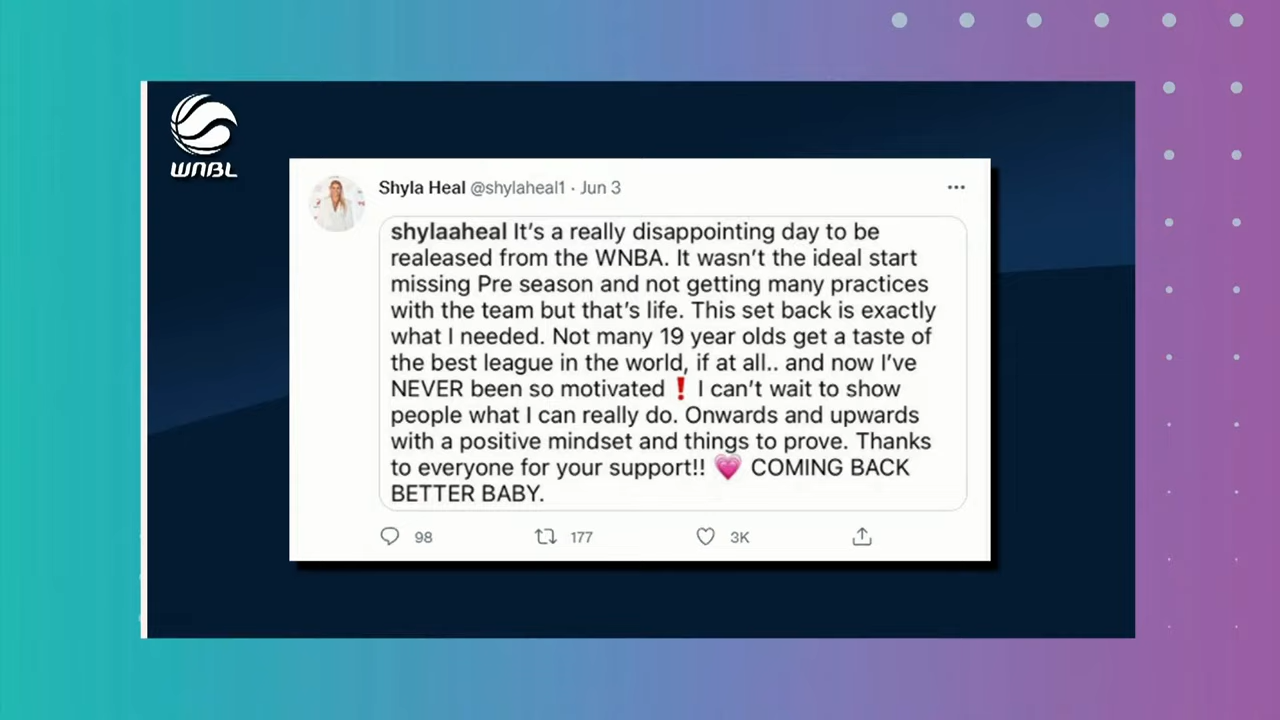 WNBL
Shyla Heal @shylaheal1 · Jun 3
shylaaheal It's a really disappointing day to be
realeased from the WNBA. It wasn't the ideal start
missing Pre season and not getting many practices
with the team but that's life. This set back is exactly
what I needed. Not many 19 year olds get a taste of
the best league in the world, if at all.. and now I've
NEVER been so motivated ❗ I can't wait to show
people what I can really do. Onwards and upwards
with a positive mindset and things to prove. Thanks
to everyone for your support!! 💗 COMING BACK
BETTER BABY.
98 177 3K